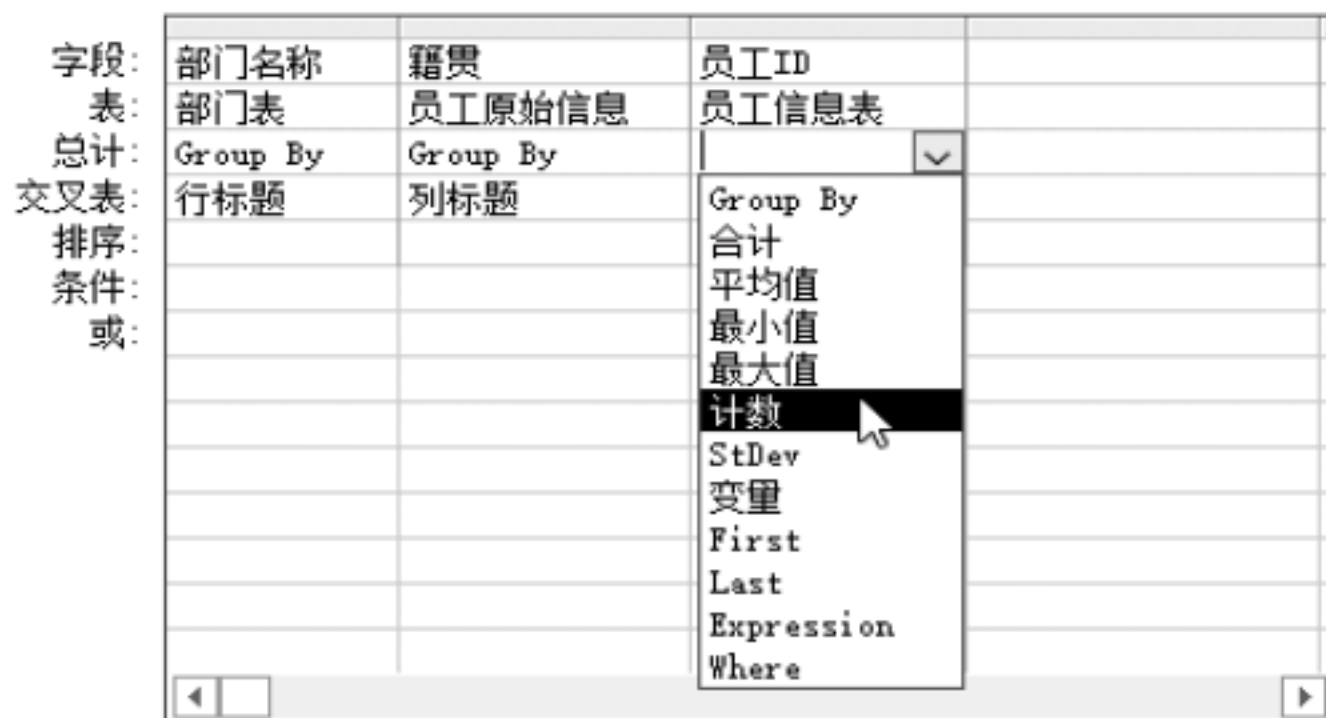 字段: 部门名称 籍贯 员工ID
表: 部门表 员工原始信息 员工信息表
总计: Group By Group By
交叉表: 行标题 列标题
排序:
条件:
或:
Group By
合计
平均值
最小值
最大值
计数
StDev
变量
First
Last
Expression
Where